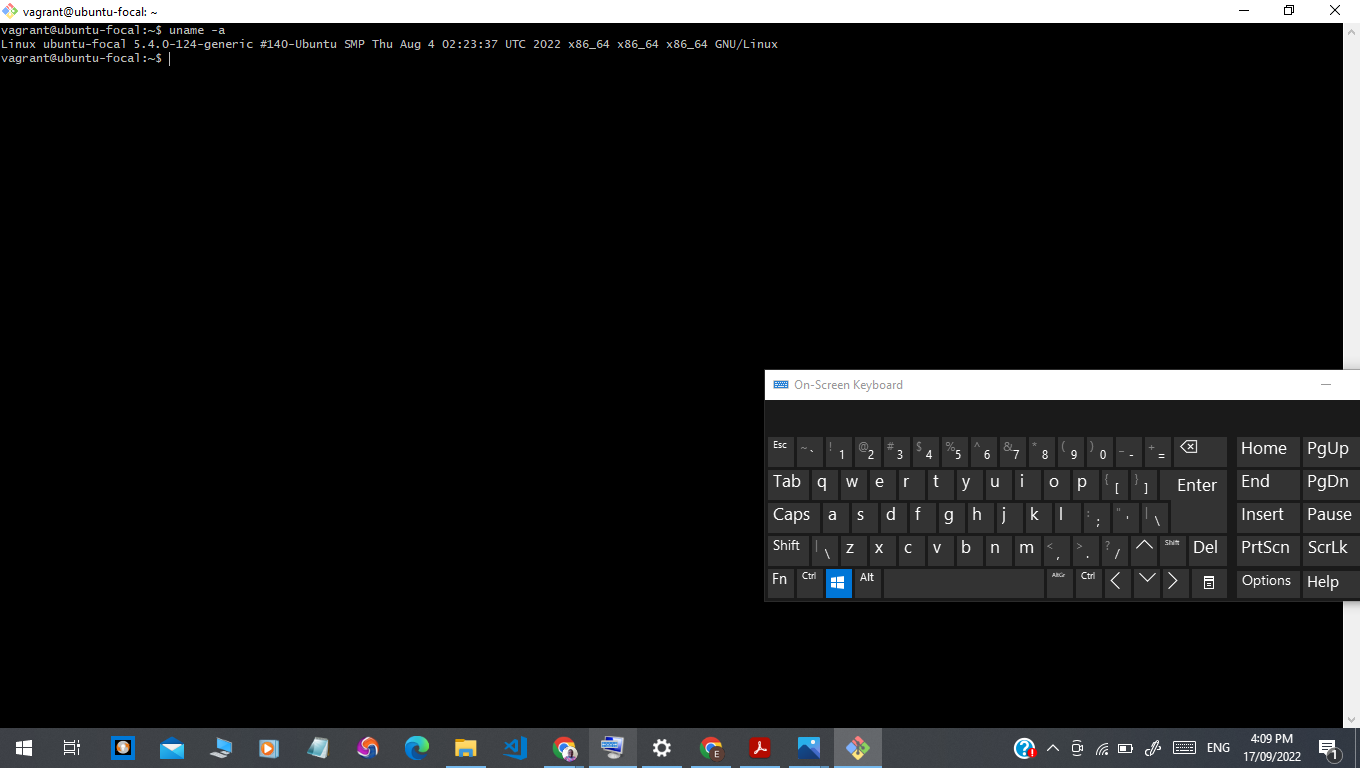 vagrant@ubuntu-focal: ~
vagrant@ubuntu-focal:~$ uname -a
Linux ubuntu-focal 5.4.0-124-generic #140-Ubuntu SMP Thu Aug 4 02:23:37 UTC 2022 x86_64 x86_64 x86_64 GNU/Linux
vagrant@ubuntu-focal:~$
On-Screen Keyboard
Esc ~ ` ! 1 @ 2 # 3 $ 4 % 5 ^ 6 & 7 * 8 ( 9 ) 0 _ - + = Home PgUp
Tab q w e r t y u i o p { [ } ] Enter End PgDn
Caps a s d f g h j k l : ; " ' | \ Insert Pause
Shift | \ z x c v b n m < , > . ? / Shift Del PrtScn ScrLk
Fn Ctrl Alt AltGr Ctrl Options Help
E
ENG
4:09 PM
17/09/2022
1